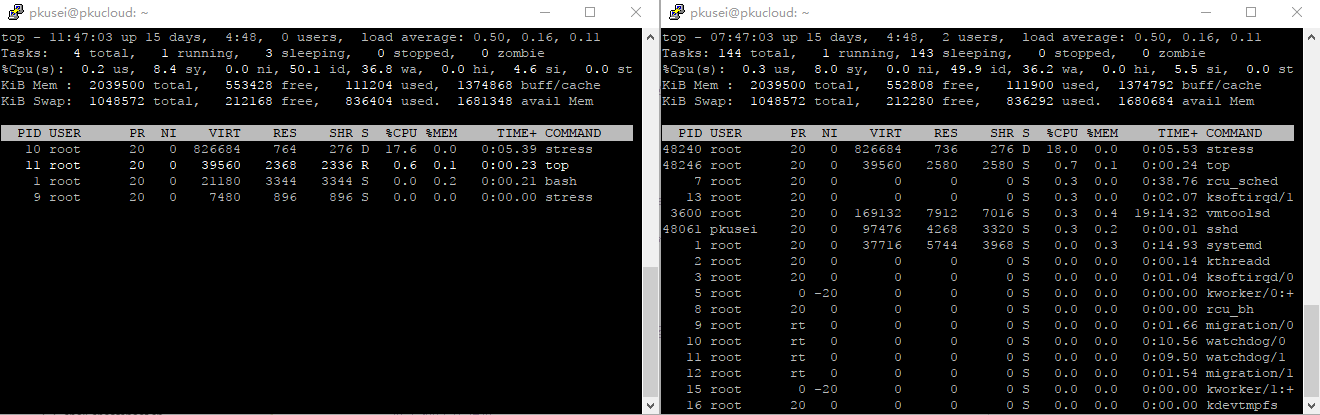 pkusei@pkucloud: ~
top - 11:47:03 up 15 days,  4:48,  0 users,  load average: 0.50, 0.16, 0.11
Tasks:   4 total,   1 running,   3 sleeping,   0 stopped,   0 zombie
%Cpu(s):  0.2 us,  8.4 sy,  0.0 ni, 50.1 id, 36.8 wa,  0.0 hi,  4.6 si,  0.0 st
KiB Mem :  2039500 total,   553428 free,   111204 used,  1374868 buff/cache
KiB Swap:  1048572 total,   212168 free,   836404 used.  1681348 avail Mem
PID USER      PR  NI    VIRT    RES    SHR S  %CPU %MEM     TIME+ COMMAND
10 root      20   0  826684    764    276 D  17.6  0.0   0:05.39 stress
11 root      20   0   39560   2368   2336 R   0.6  0.1   0:00.23 top
1 root      20   0   21180   3344   3344 S   0.0  0.2   0:00.21 bash
9 root      20   0    7480    896    896 S   0.0  0.0   0:00.00 stress
pkusei@pkucloud: ~
top - 07:47:03 up 15 days,  4:48,  2 users,  load average: 0.50, 0.16, 0.11
Tasks: 144 total,   1 running, 143 sleeping,   0 stopped,   0 zombie
%Cpu(s):  0.3 us,  8.0 sy,  0.0 ni, 49.9 id, 36.2 wa,  0.0 hi,  5.5 si,  0.0 st
KiB Mem :  2039500 total,   552808 free,   111900 used,  1374792 buff/cache
KiB Swap:  1048572 total,   212280 free,   836292 used.  1680684 avail Mem
PID USER      PR  NI    VIRT    RES    SHR S  %CPU %MEM     TIME+ COMMAND
48240 root      20   0  826684    736    276 D  18.0  0.0   0:05.53 stress
48246 root      20   0   39560   2580   2580 S   0.7  0.1   0:00.24 top
7 root      20   0       0      0      0 S   0.3  0.0   0:38.76 rcu_sched
13 root      20   0       0      0      0 S   0.3  0.0   0:02.07 ksoftirqd/1
3600 root      20   0  169132   7912   7016 S   0.3  0.4  19:14.32 vmtoolsd
48061 pkusei    20   0   97476   4268   3320 S   0.3  0.2   0:00.01 sshd
1 root      20   0   37716   5744   3968 S   0.0  0.3   0:14.93 systemd
2 root      20   0       0      0      0 S   0.0  0.0   0:00.14 kthreadd
3 root      20   0       0      0      0 S   0.0  0.0   0:01.04 ksoftirqd/0
5 root       0 -20       0      0      0 S   0.0  0.0   0:00.00 kworker/0:+
8 root      20   0       0      0      0 S   0.0  0.0   0:00.00 rcu_bh
9 root      rt   0       0      0      0 S   0.0  0.0   0:01.66 migration/0
10 root      rt   0       0      0      0 S   0.0  0.0   0:10.56 watchdog/0
11 root      rt   0       0      0      0 S   0.0  0.0   0:09.50 watchdog/1
12 root      rt   0       0      0      0 S   0.0  0.0   0:01.54 migration/1
15 root       0 -20       0      0      0 S   0.0  0.0   0:00.00 kworker/1:+
16 root      20   0       0      0      0 S   0.0  0.0   0:00.00 kdevtmpfs